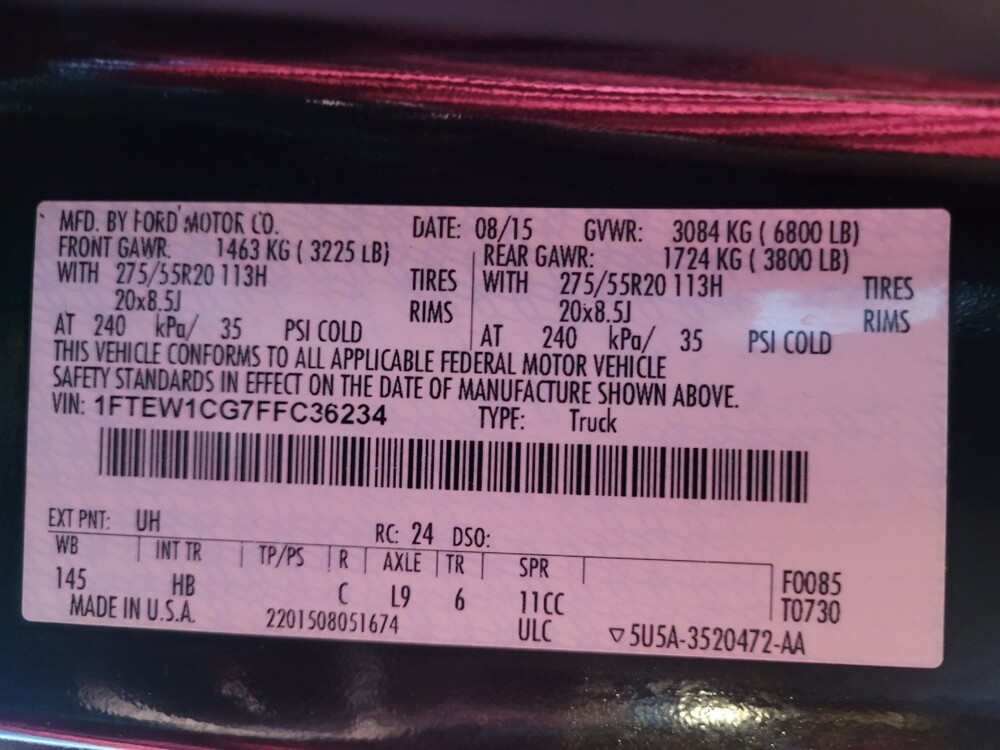 MFD. BY FORD MOTOR CO. DATE: 08/15 GVWR: 3084 KG ( 6800 LB)
FRONT GAWR: 1463 KG ( 3225 LB) REAR GAWR: 1724 KG ( 3800 LB)
WITH 275/55R20 113H TIRES WITH 275/55R20 113H TIRES
20x8.5J RIMS 20x8.5J RIMS
AT 240 kPa/ 35 PSI COLD AT 240 kPa/ 35 PSI COLD
THIS VEHICLE CONFORMS TO ALL APPLICABLE FEDERAL MOTOR VEHICLE
SAFETY STANDARDS IN EFFECT ON THE DATE OF MANUFACTURE SHOWN ABOVE.
VIN: 1FTEW1CG7FFC36234 TYPE: Truck
EXT PNT: UH RC: 24 DSO:
WB INT TR TP/PS R AXLE TR SPR
145 HB C L9 6 11CC F0085
MADE IN U.S.A. 2201508051674 ULC T0730
▽5U5A-3520472-AA